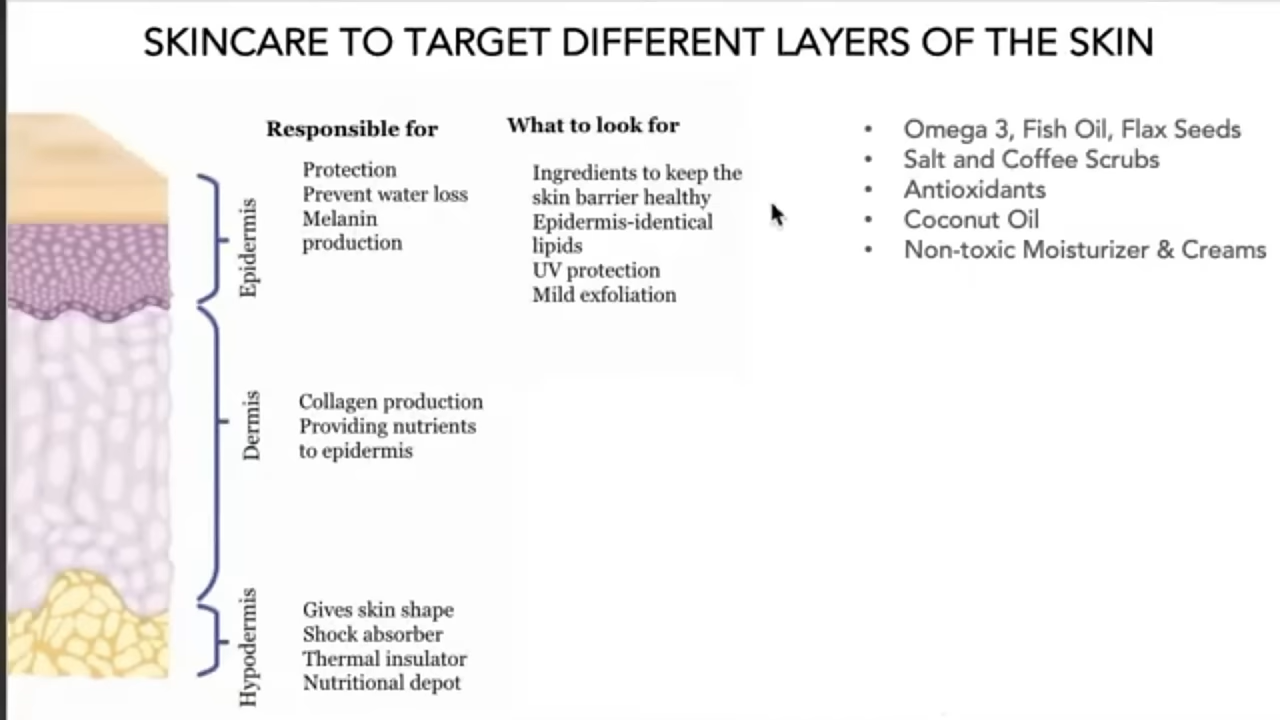 SKINCARE TO TARGET DIFFERENT LAYERS OF THE SKIN
Responsible for
What to look for
Epidermis
Protection
Prevent water loss
Melanin
production
Ingredients to keep the
skin barrier healthy
Epidermis-identical
lipids
UV protection
Mild exfoliation
• Omega 3, Fish Oil, Flax Seeds
• Salt and Coffee Scrubs
• Antioxidants
• Coconut Oil
• Non-toxic Moisturizer & Creams
Dermis
Collagen production
Providing nutrients
to epidermis
Hypodermis
Gives skin shape
Shock absorber
Thermal insulator
Nutritional depot